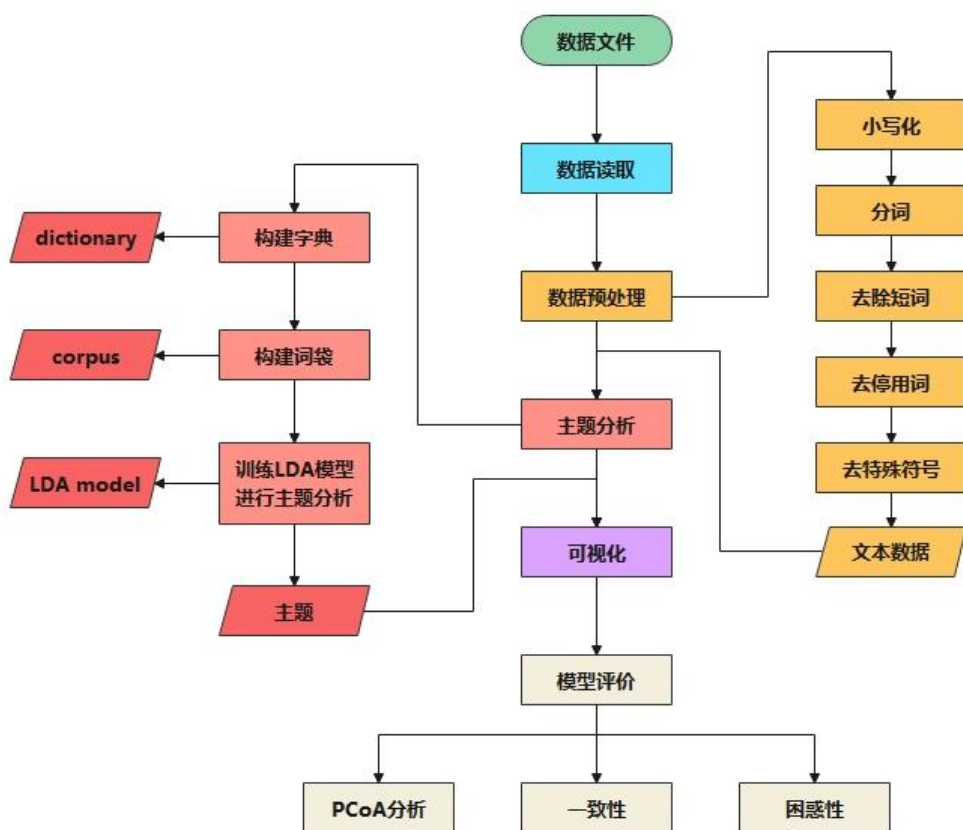 数据文件
数据读取
数据预处理
小写化
分词
去除短词
去停用词
去特殊符号
文本数据
主题分析
构建字典
dictionary
构建词袋
corpus
训练LDA模型
进行主题分析
LDA model
主题
可视化
模型评价
PCoA分析
一致性
困惑性